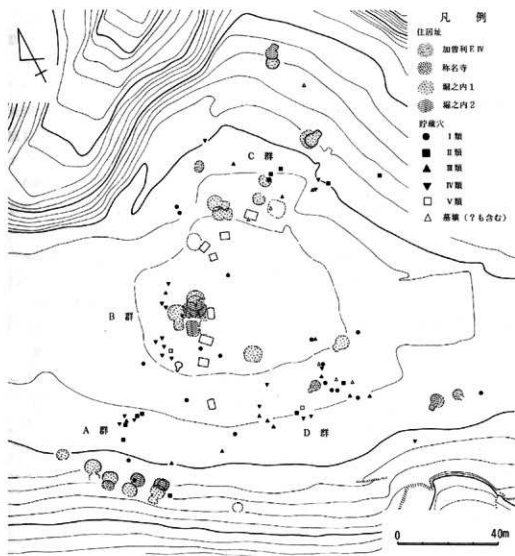 凡 例
住居址
加曽利E Ⅳ
称名寺
堀之内1
堀之内2
貯蔵穴
Ⅰ類
Ⅱ類
Ⅲ類
Ⅳ類
Ⅴ類
墓壙(?も含む)
C 群
B 群
A 群
D 群
0
40m